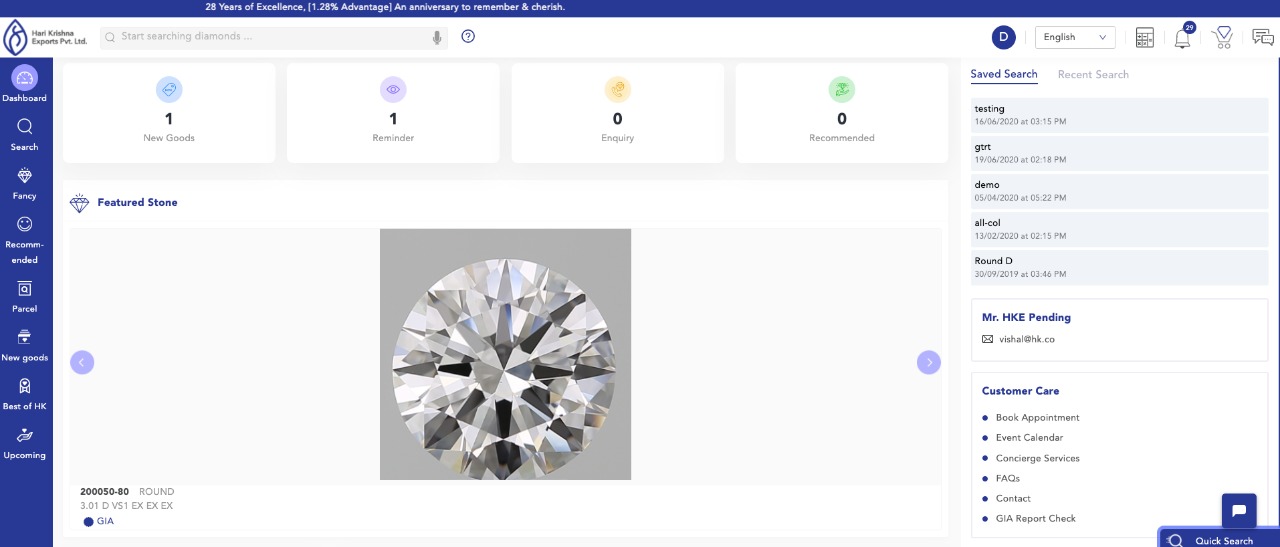 28 Years of Excellence, [1.28% Advantage] An anniversary to remember & cherish.
Hari Krishna
Exports Pvt. Ltd.
Start searching diamonds ...
D
English
29
Dashboard
Search
Fancy
Recomm-
ended
Parcel
New goods
Best of HK
Upcoming
1
New Goods
1
Reminder
0
Enquiry
0
Recommended
Featured Stone
200050-80 ROUND
3.01 D VS1 EX EX EX
GIA
Saved Search
Recent Search
testing
16/06/2020 at 03:15 PM
gtrt
19/06/2020 at 02:18 PM
demo
05/04/2020 at 05:22 PM
all-col
13/02/2020 at 02:15 PM
Round D
30/09/2019 at 03:46 PM
Mr. HKE Pending
vishal@hk.co
Customer Care
Book Appointment
Event Calendar
Concierge Services
FAQs
Contact
GIA Report Check
Quick Search